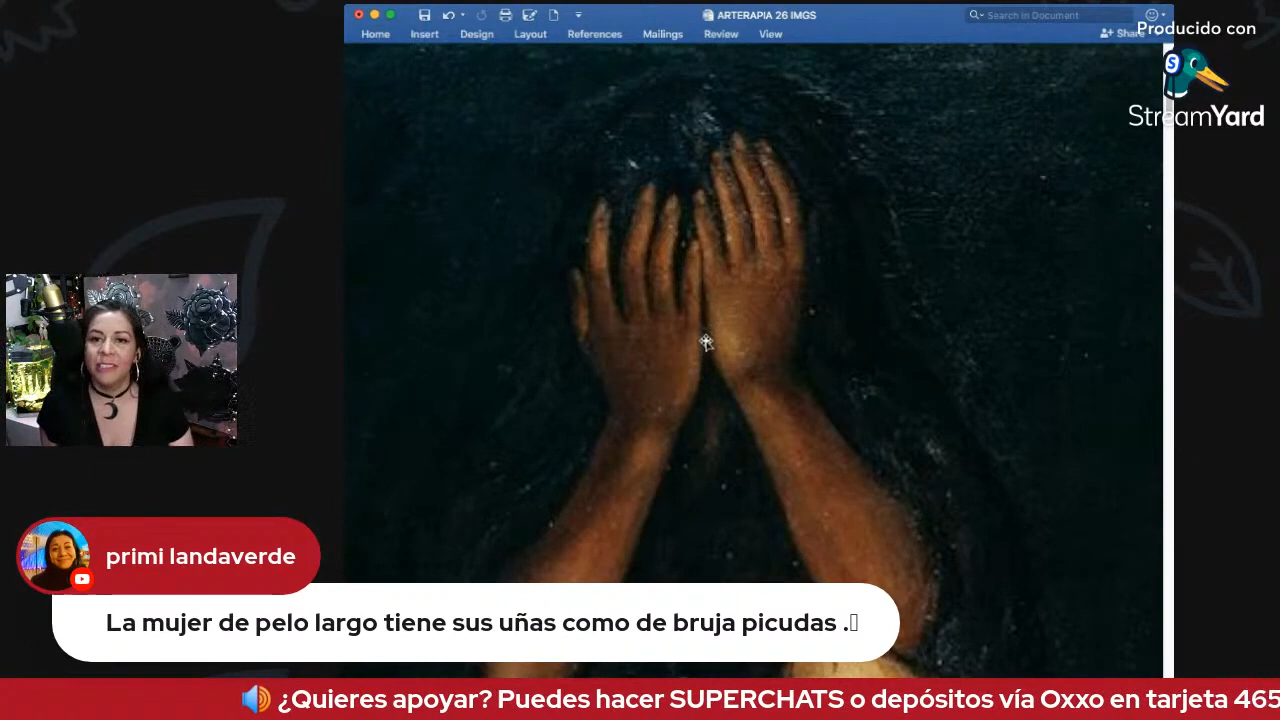 ARTERAPIA 26 IMGS
Search in Document
Home Insert Design Layout References Mailings Review View
Share
Producido con
S
StreamYard
primi landaverde
La mujer de pelo largo tiene sus uñas como de bruja picudas .
¿Quieres apoyar? Puedes hacer SUPERCHATS o depósitos vía Oxxo en tarjeta 465